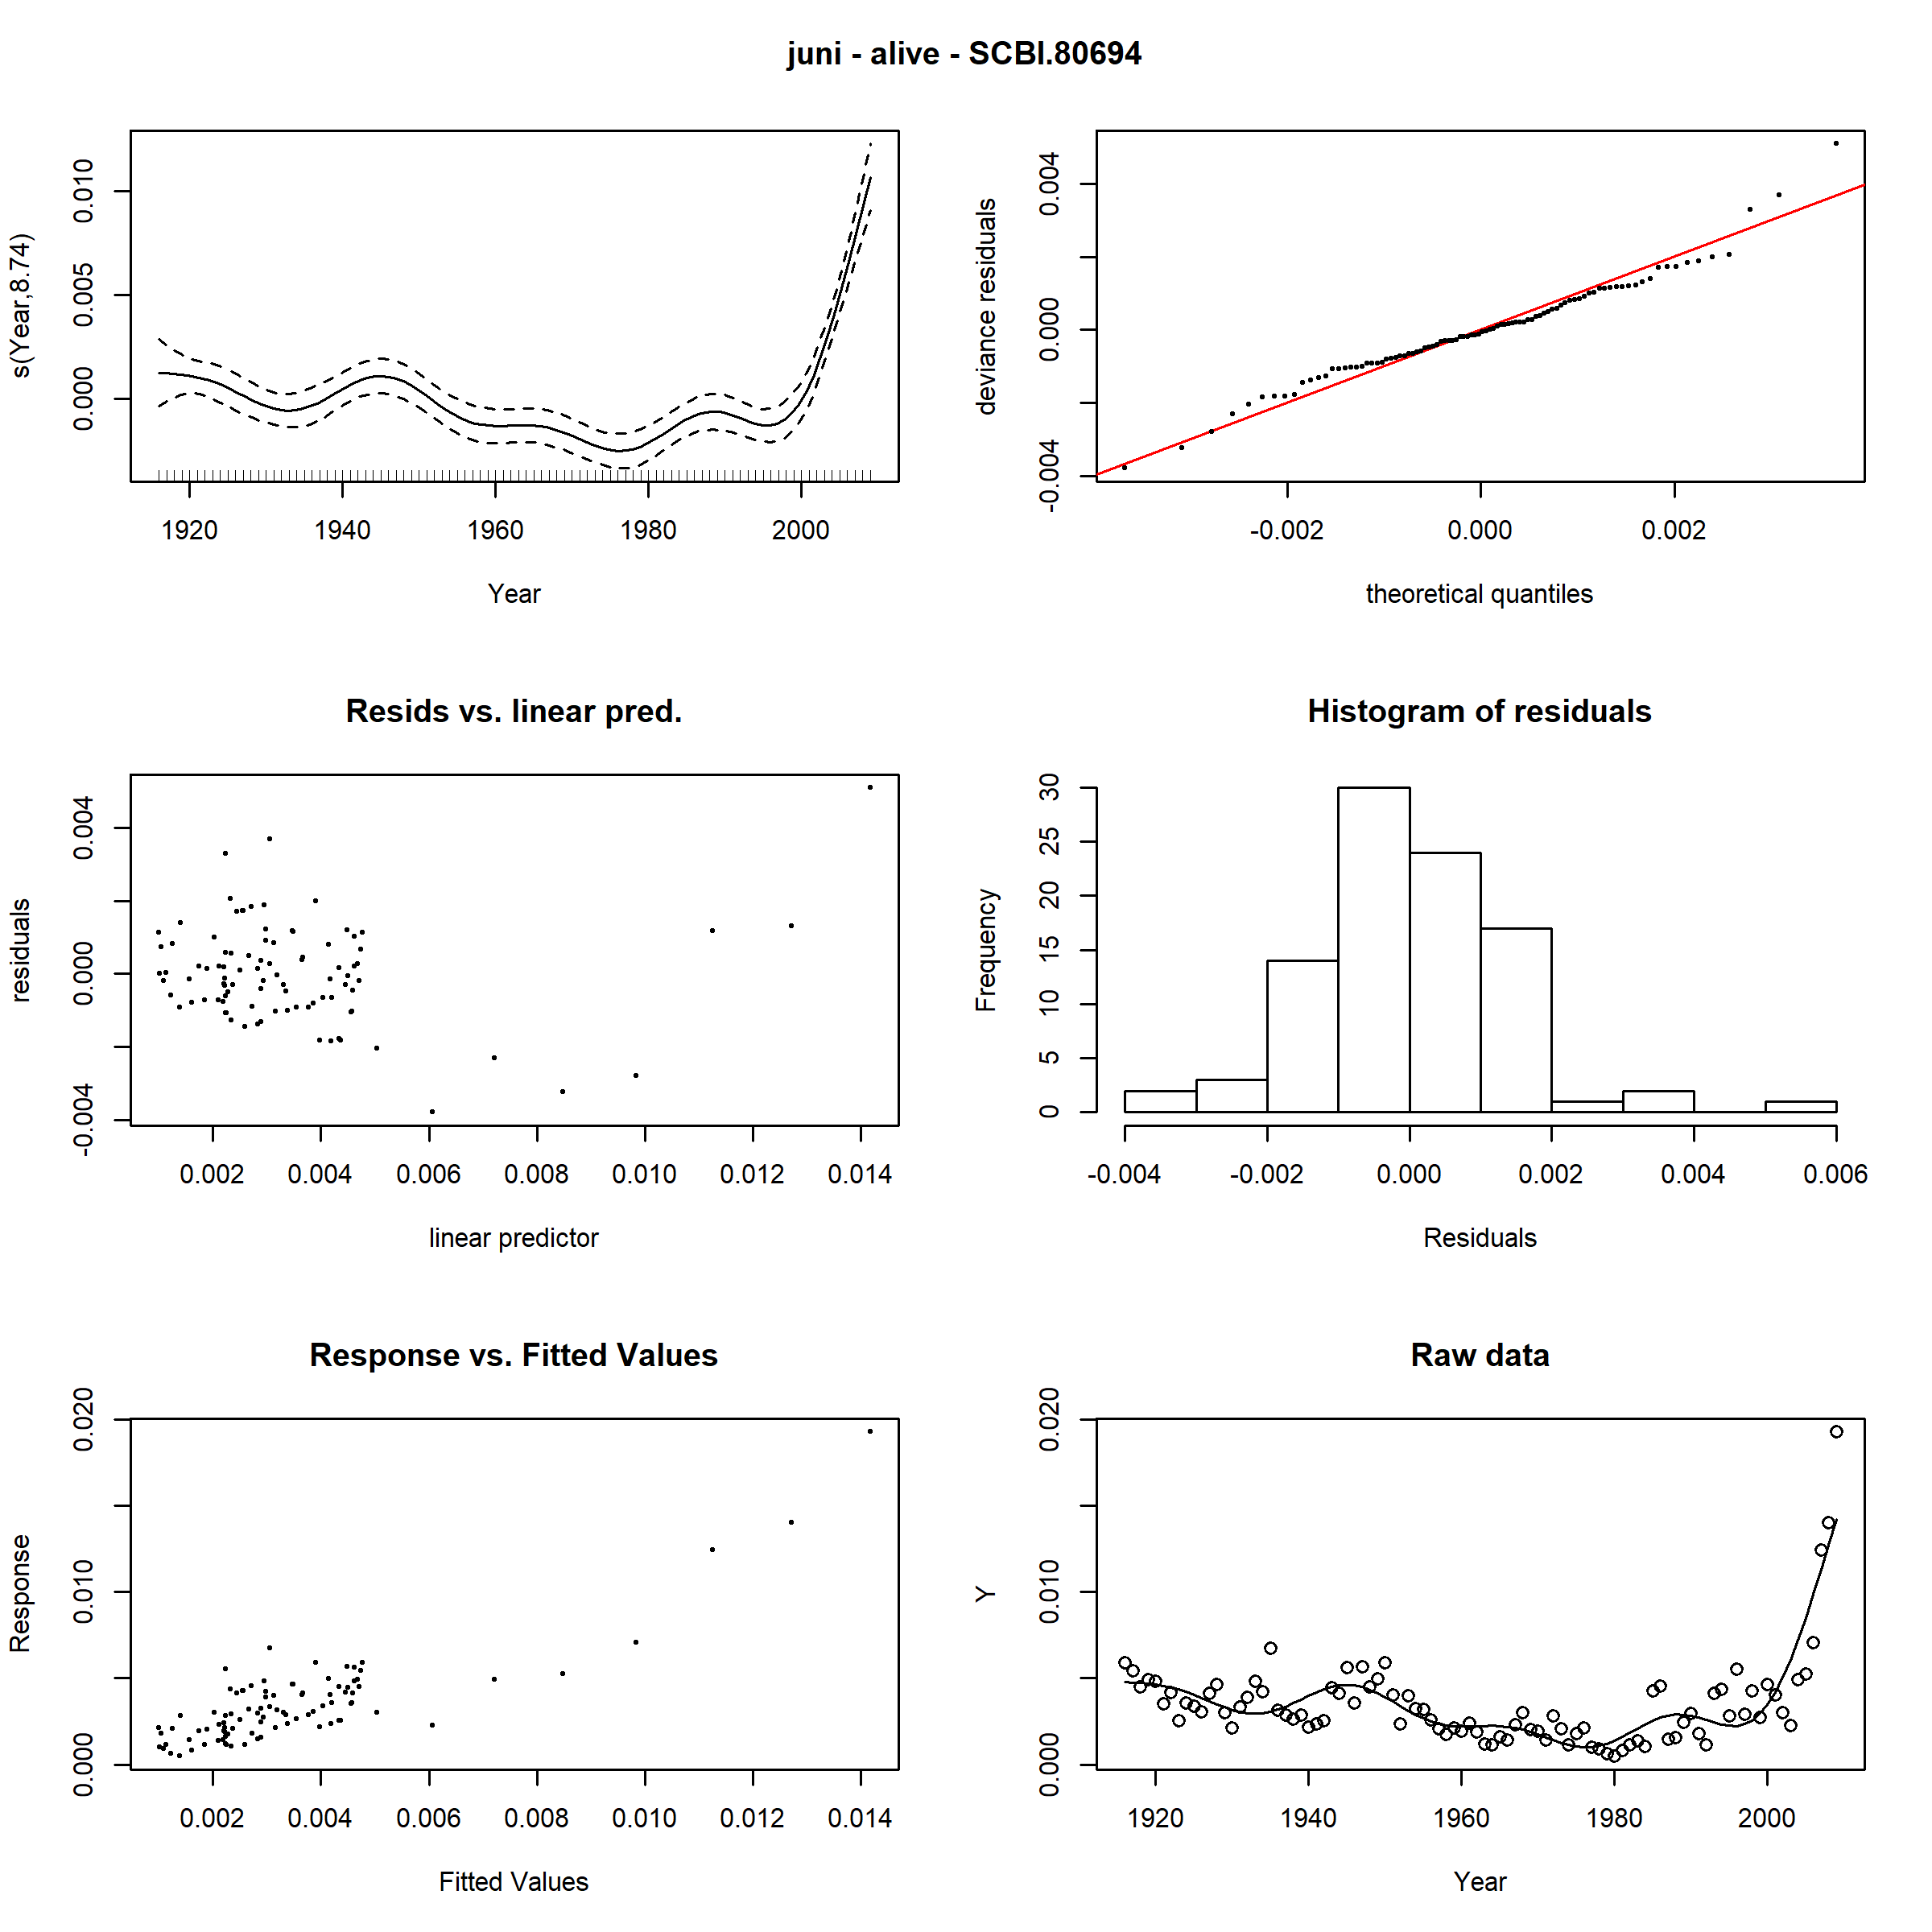 juni - alive - SCBI.80694
s(Year,8.74)
0.000 0.005 0.010
1920 1940 1960 1980 2000
Year
deviance residuals
-0.004 0.000 0.004
-0.002 0.000 0.002
theoretical quantiles
Resids vs. linear pred.
residuals
-0.004 0.000 0.004
0.002 0.004 0.006 0.008 0.010 0.012 0.014
linear predictor
Histogram of residuals
Frequency
0 5 10 15 20 25 30
-0.004 -0.002 0.000 0.002 0.004 0.006
Residuals
Response vs. Fitted Values
Response
0.000 0.010 0.020
0.002 0.004 0.006 0.008 0.010 0.012 0.014
Fitted Values
Raw data
Y
0.000 0.010 0.020
1920 1940 1960 1980 2000
Year